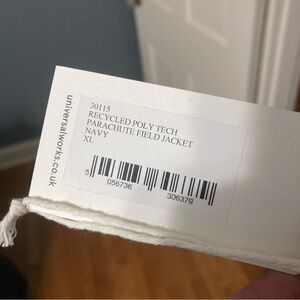 30115
RECYCLED POLY TECH
PARACHUTE FIELD JACKET
NAVY
XL
5 056736 306379
universalworks.co.uk